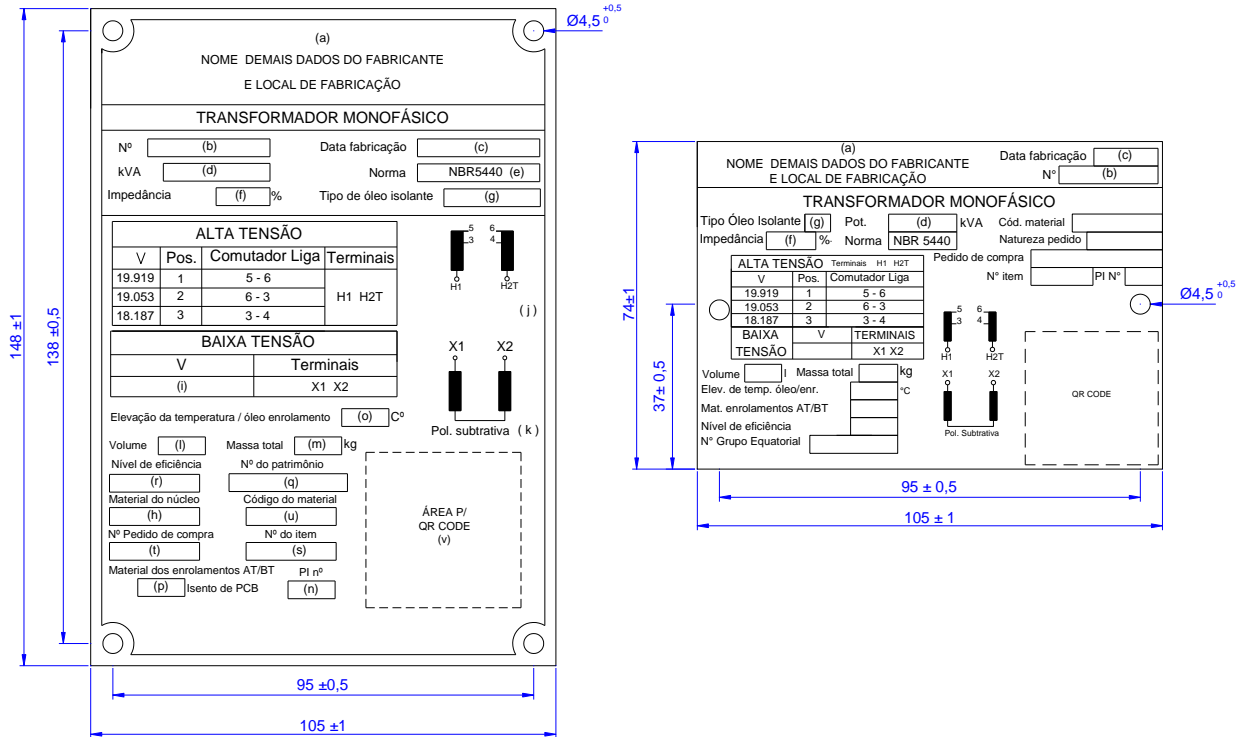 (a)
NOME DEMAIS DADOS DO FABRICANTE
E LOCAL DE FABRICAÇÃO
TRANSFORMADOR MONOFÁSICO
Nº (b) Data fabricação (c)
kVA (d) Norma NBR5440 (e)
Impedância (f) % Tipo de óleo isolante (g)
ALTA TENSÃO
V Pos. Comutador Liga Terminais
19.919 1 5 - 6
19.053 2 6 - 3 H1 H2T
18.187 3 3 - 4
5 6
3 4
H1 H2T
( j )
BAIXA TENSÃO
V Terminais
(i) X1 X2
X1 X2
Pol. subtrativa ( k )
Elevação da temperatura / óleo enrolamento (o) Cº
Volume (l) Massa total (m) kg
Nível de eficiência Nº do patrimônio
(r) (q)
Material do núcleo Código do material
(h) (u)
Nº Pedido de compra Nº do item
(t) (s)
Material dos enrolamentos AT/BT PI nº
(p) Isento de PCB (n)
ÁREA P/
QR CODE
(v)
148 ±1
138 ±0,5
95 ±0,5
105 ±1
Ø4,5 +0,5 0
(a)
NOME DEMAIS DADOS DO FABRICANTE
E LOCAL DE FABRICAÇÃO
Data fabricação (c)
N° (b)
TRANSFORMADOR MONOFÁSICO
Tipo Óleo Isolante (g) Pot. (d) kVA Cód. material
Impedância (f) %. Norma NBR 5440 Natureza pedido
Pedido de compra
N° item PI N°
ALTA TENSÃO Terminais H1 H2T
V Pos. Comutador Liga
19.919 1 5 - 6
19.053 2 6 - 3
18.187 3 3 - 4
BAIXA V TERMINAIS
TENSÃO X1 X2
5 6
3 4
H1 H2T
X1 X2
Pol. Subtrativa
Volume l Massa total kg
Elev. de temp. óleo/enr. °C
Mat. enrolamentos AT/BT
Nível de eficiência
N° Grupo Equatorial
QR CODE
74±1
37± 0,5
95 ± 0,5
105 ± 1
Ø4,5 +0,5 0